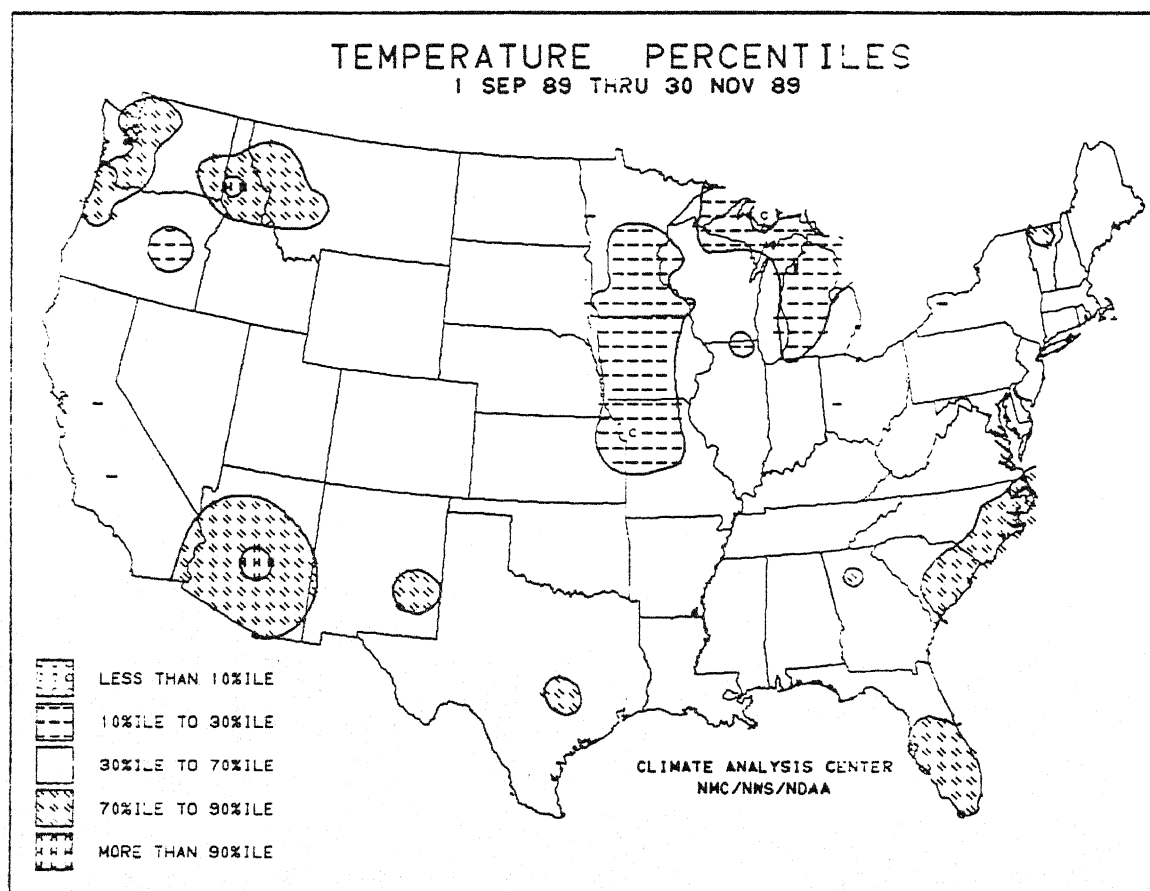 TEMPERATURE PERCENTILES
1 SEP 89 THRU 30 NOV 89
C
C
LESS THAN 10%ILE
10%ILE TO 30%ILE
30%ILE TO 70%ILE
70%ILE TO 90%ILE
MORE THAN 90%ILE
CLIMATE ANALYSIS CENTER
NMC/NWS/NOAA